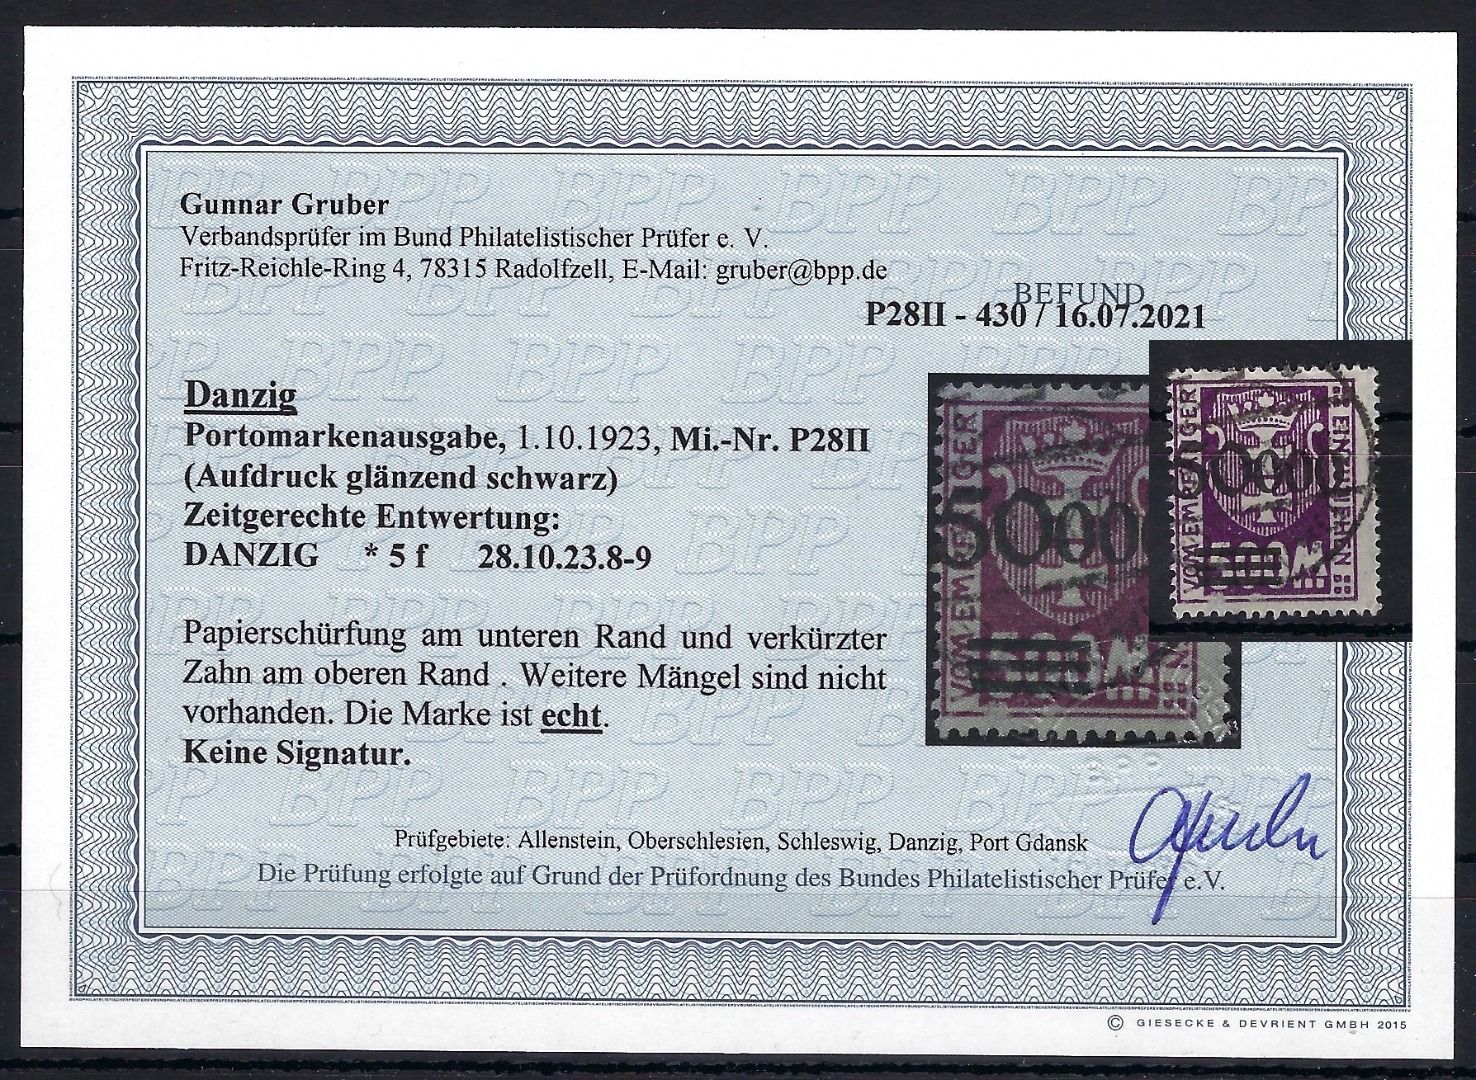 Gunnar Gruber
Verbandsprüfer im Bund Philatelistischer Prüfer e. V.
Fritz-Reichle-Ring 4, 78315 Radolfzell, E-Mail: gruber@bpp.de
BEFUND
P28II - 430 / 16.07.2021
Danzig
Portomarkenausgabe, 1.10.1923, Mi.-Nr. P28II
(Aufdruck glänzend schwarz)
Zeitgerechte Entwertung:
DANZIG * 5 f 28.10.23.8-9
Papierschürfung am unteren Rand und verkürzter
Zahn am oberen Rand . Weitere Mängel sind nicht
vorhanden. Die Marke ist echt.
Keine Signatur.
Prüfgebiete: Allenstein, Oberschlesien, Schleswig, Danzig, Port Gdansk
Die Prüfung erfolgte auf Grund der Prüfordnung des Bundes Philatelistischer Prüfer e.V.
© GIESECKE & DEVRIENT GMBH 2015